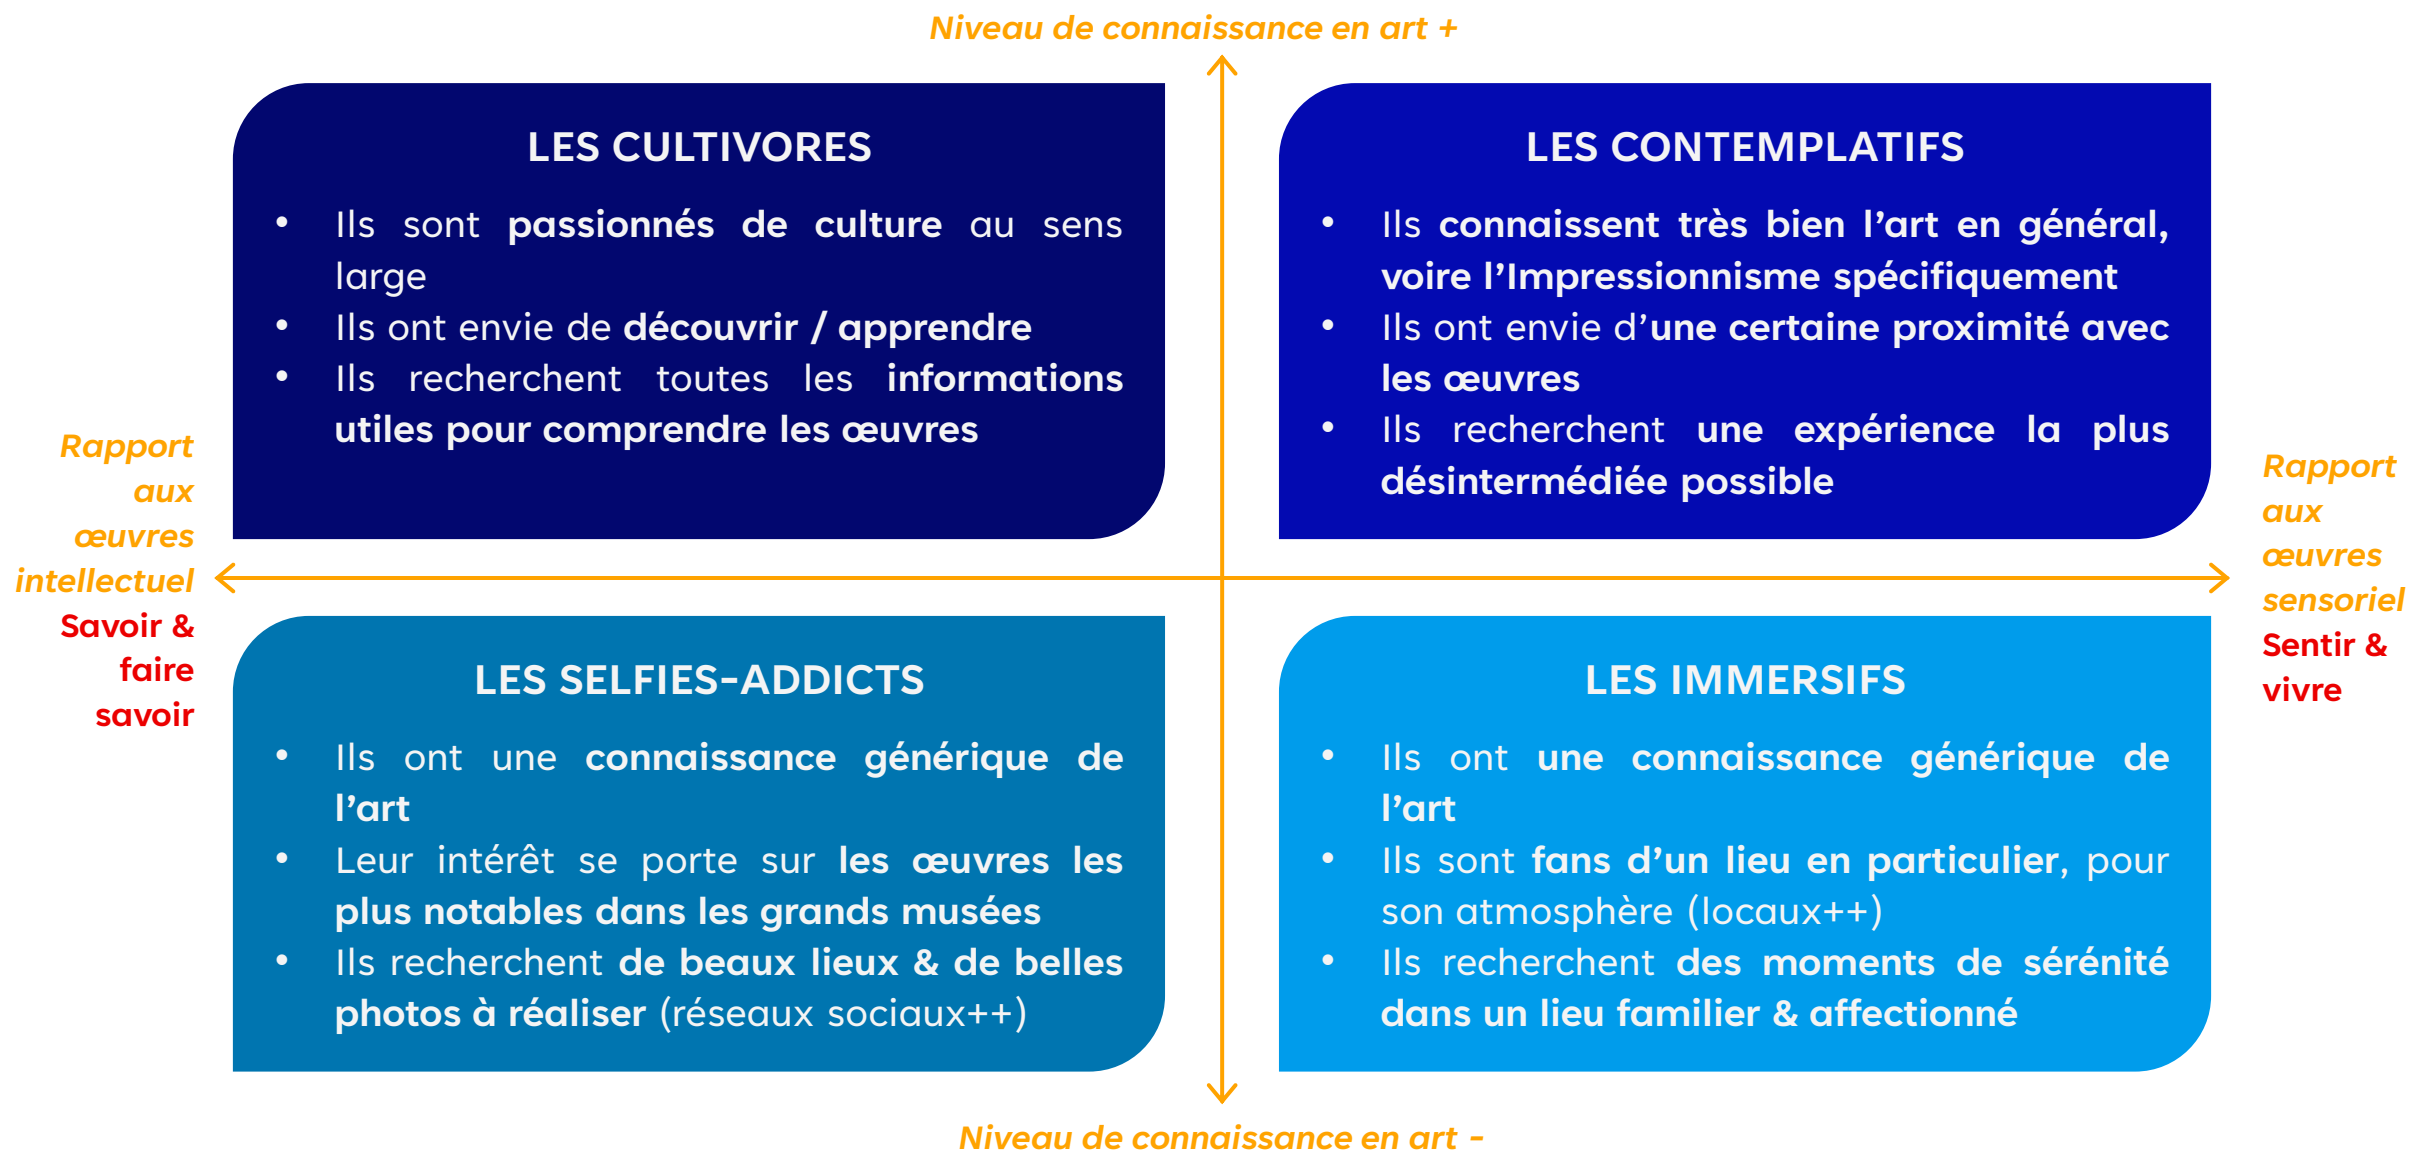 Niveau de connaissance en art +
LES CULTIVORES
• Ils sont passionnés de culture au sens
large
• Ils ont envie de découvrir / apprendre
• Ils recherchent toutes les informations
utiles pour comprendre les œuvres
LES CONTEMPLATIFS
• Ils connaissent très bien l’art en général,
voire l’Impressionnisme spécifiquement
• Ils ont envie d’une certaine proximité avec
les œuvres
• Ils recherchent une expérience la plus
désintermédiée possible
Rapport
aux
œuvres
intellectuel
Savoir &
faire
savoir
Rapport
aux
œuvres
sensoriel
Sentir &
vivre
LES SELFIES-ADDICTS
• Ils ont une connaissance générique de
l’art
• Leur intérêt se porte sur les œuvres les
plus notables dans les grands musées
• Ils recherchent de beaux lieux & de belles
photos à réaliser (réseaux sociaux++)
LES IMMERSIFS
• Ils ont une connaissance générique de
l’art
• Ils sont fans d’un lieu en particulier, pour
son atmosphère (locaux++)
• Ils recherchent des moments de sérénité
dans un lieu familier & affectionné
Niveau de connaissance en art -